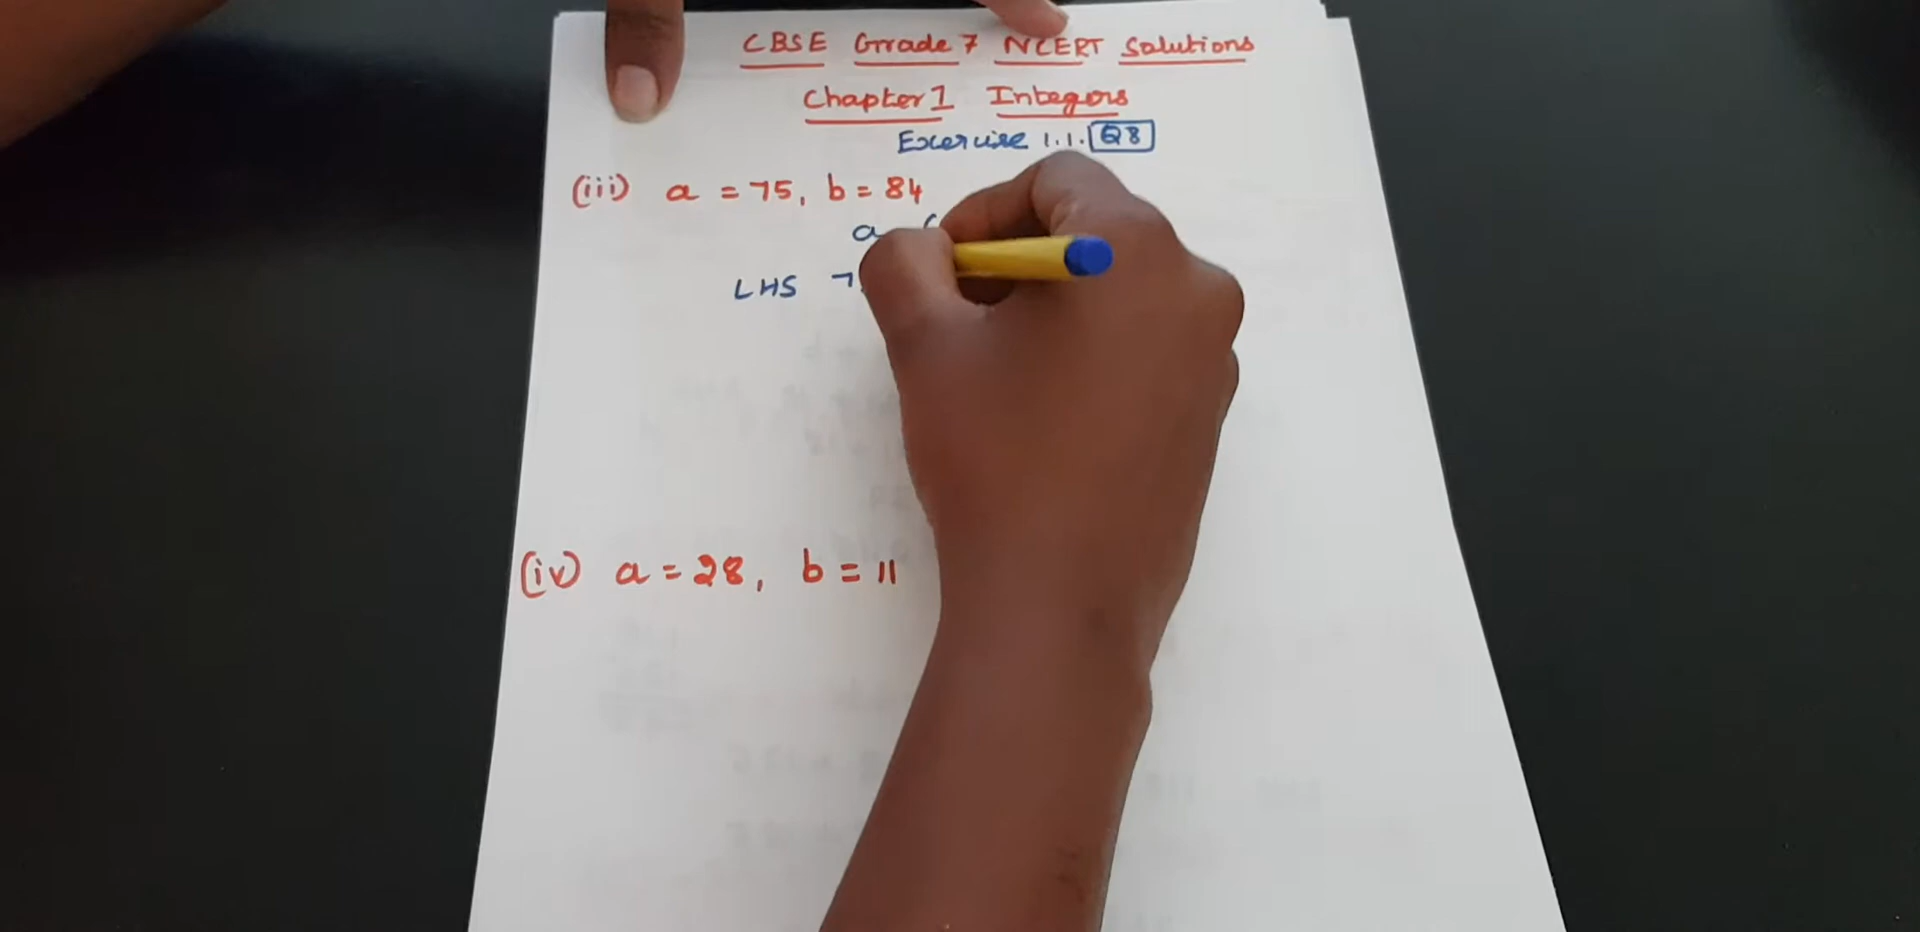 CBSE Grade 7 NCERT Solutions
Chapter 1 Integers
Exercise 1.1. Q8
(iii) a = 75, b = 84
a
LHS 7
(iv) a = 28, b = 11